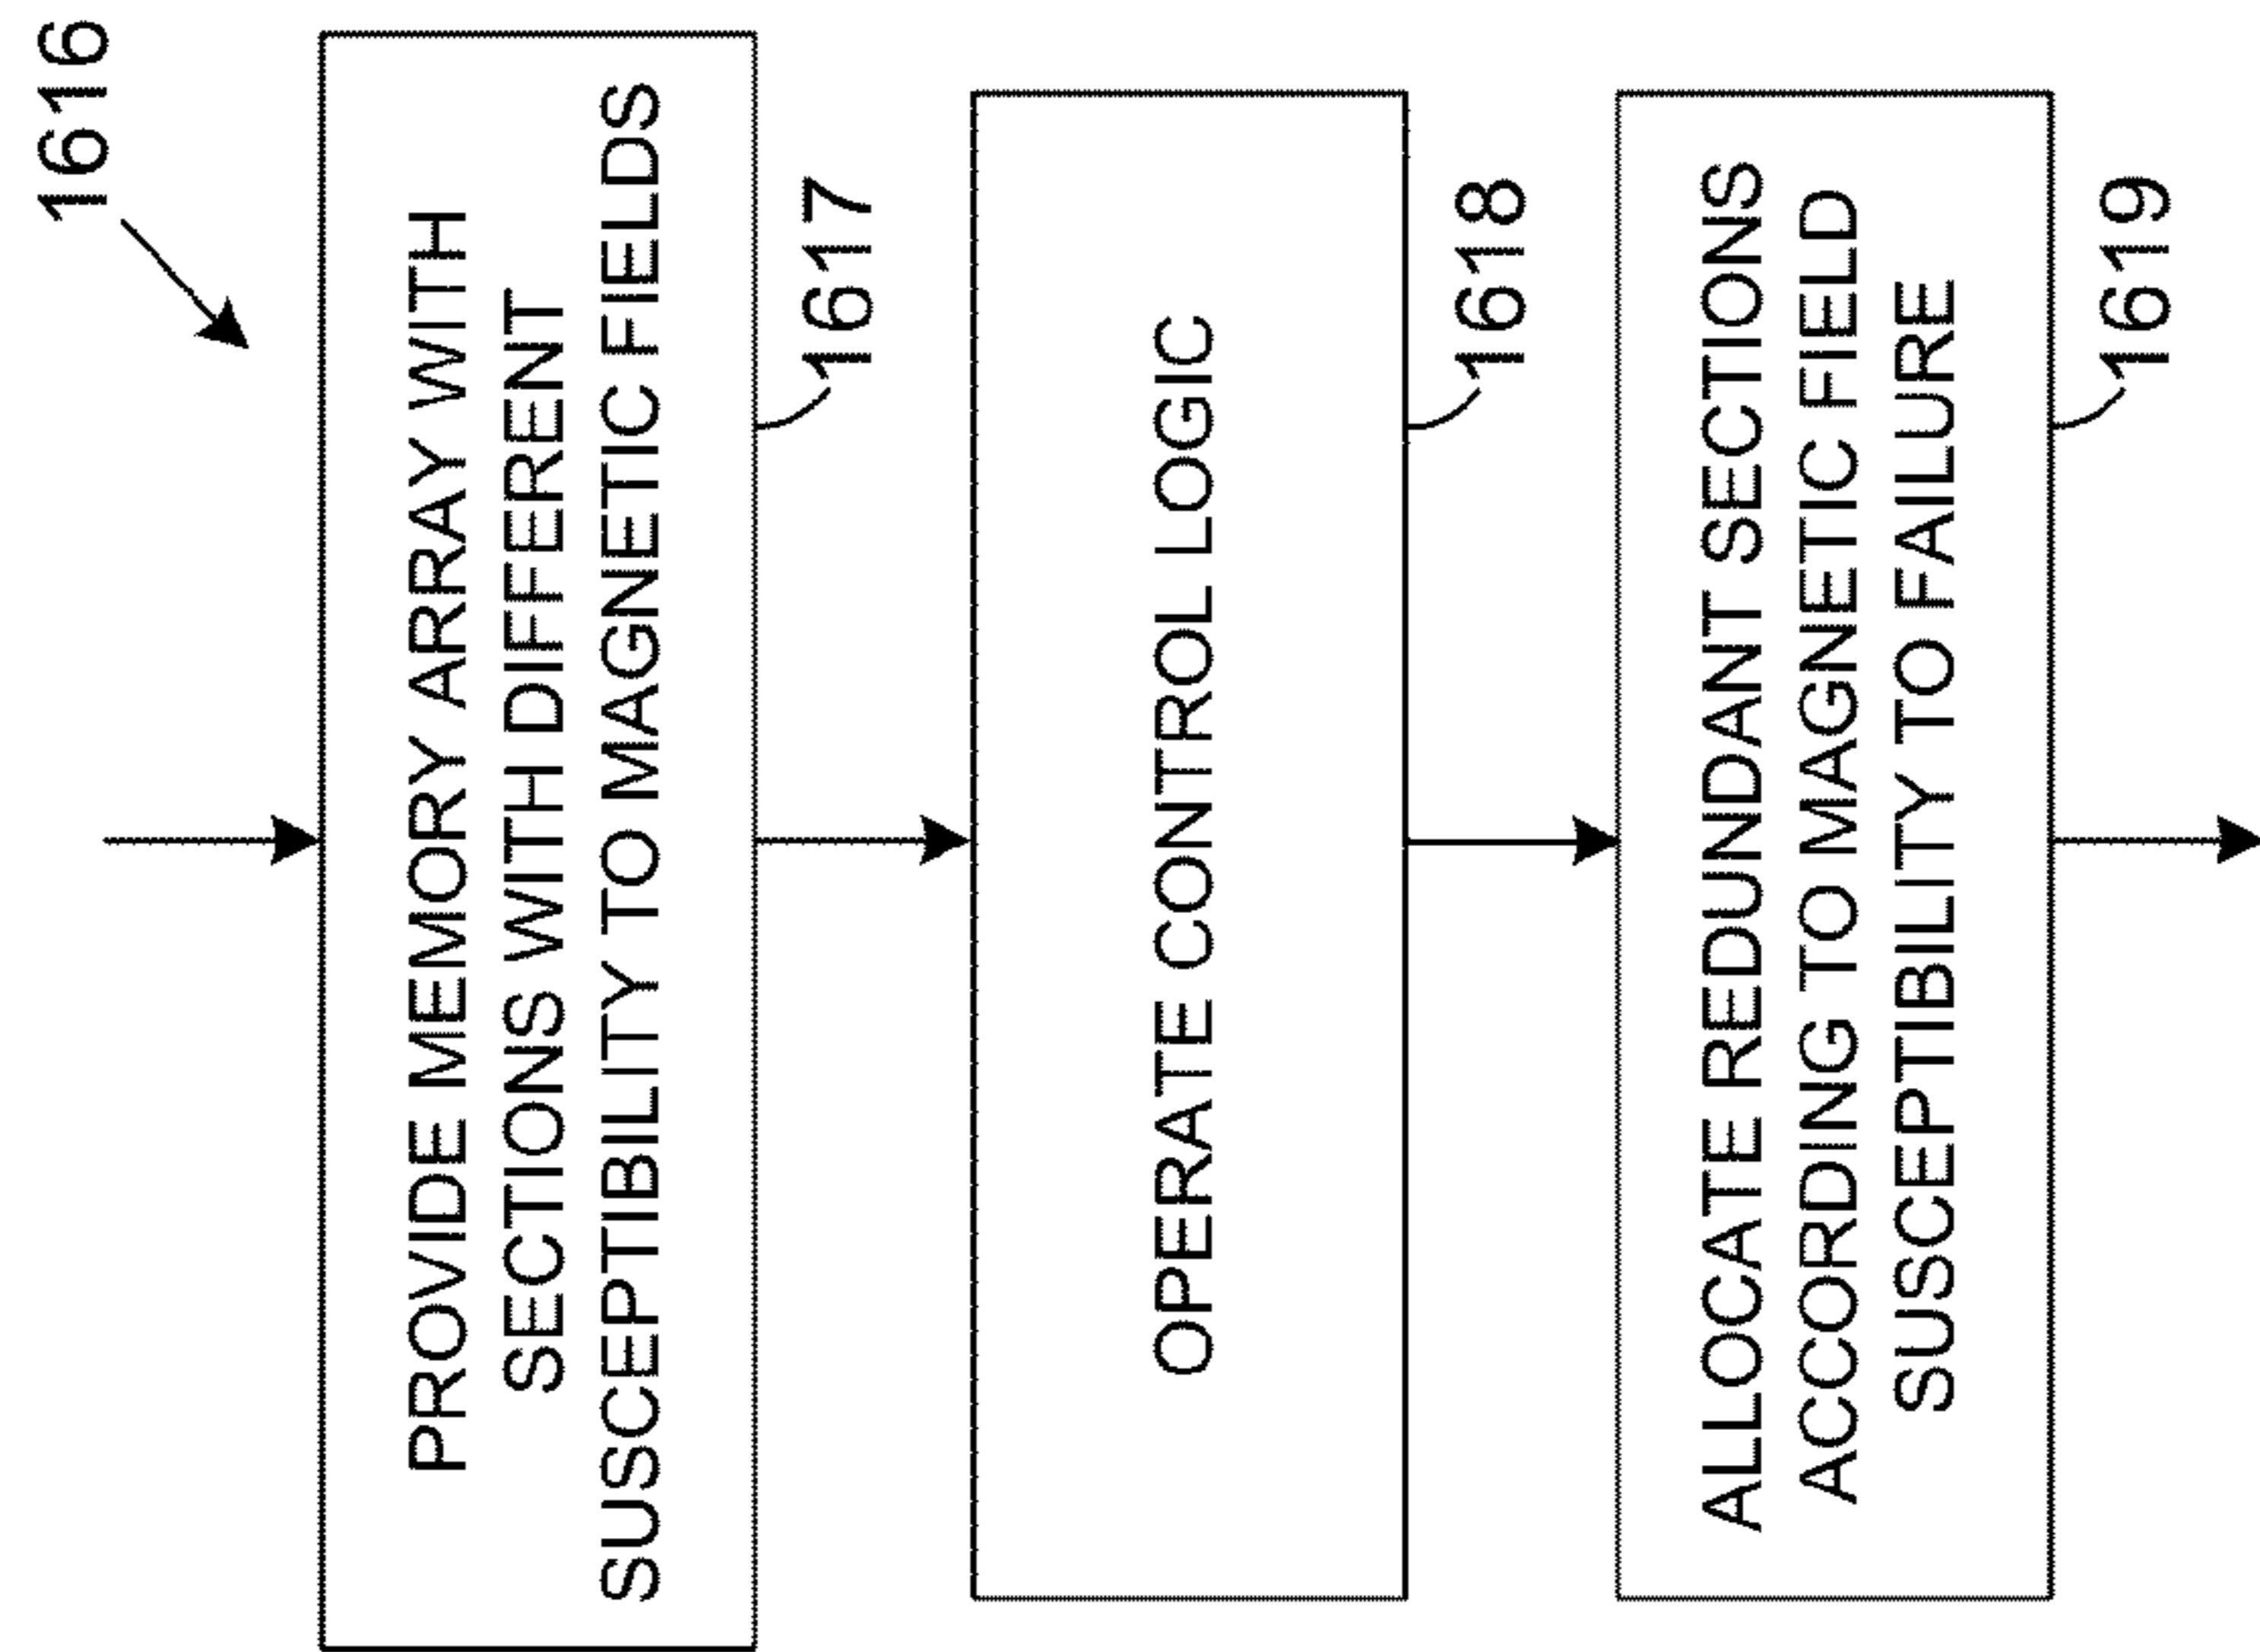 1616
PROVIDE MEMORY ARRAY WITH
SECTIONS WITH DIFFERENT
SUSCEPTIBILITY TO MAGNETIC FIELDS
1617
OPERATE CONTROL LOGIC
1618
ALLOCATE REDUNDANT SECTIONS
ACCORDING TO MAGNETIC FIELD
SUSCEPTIBILITY TO FAILURE
1619